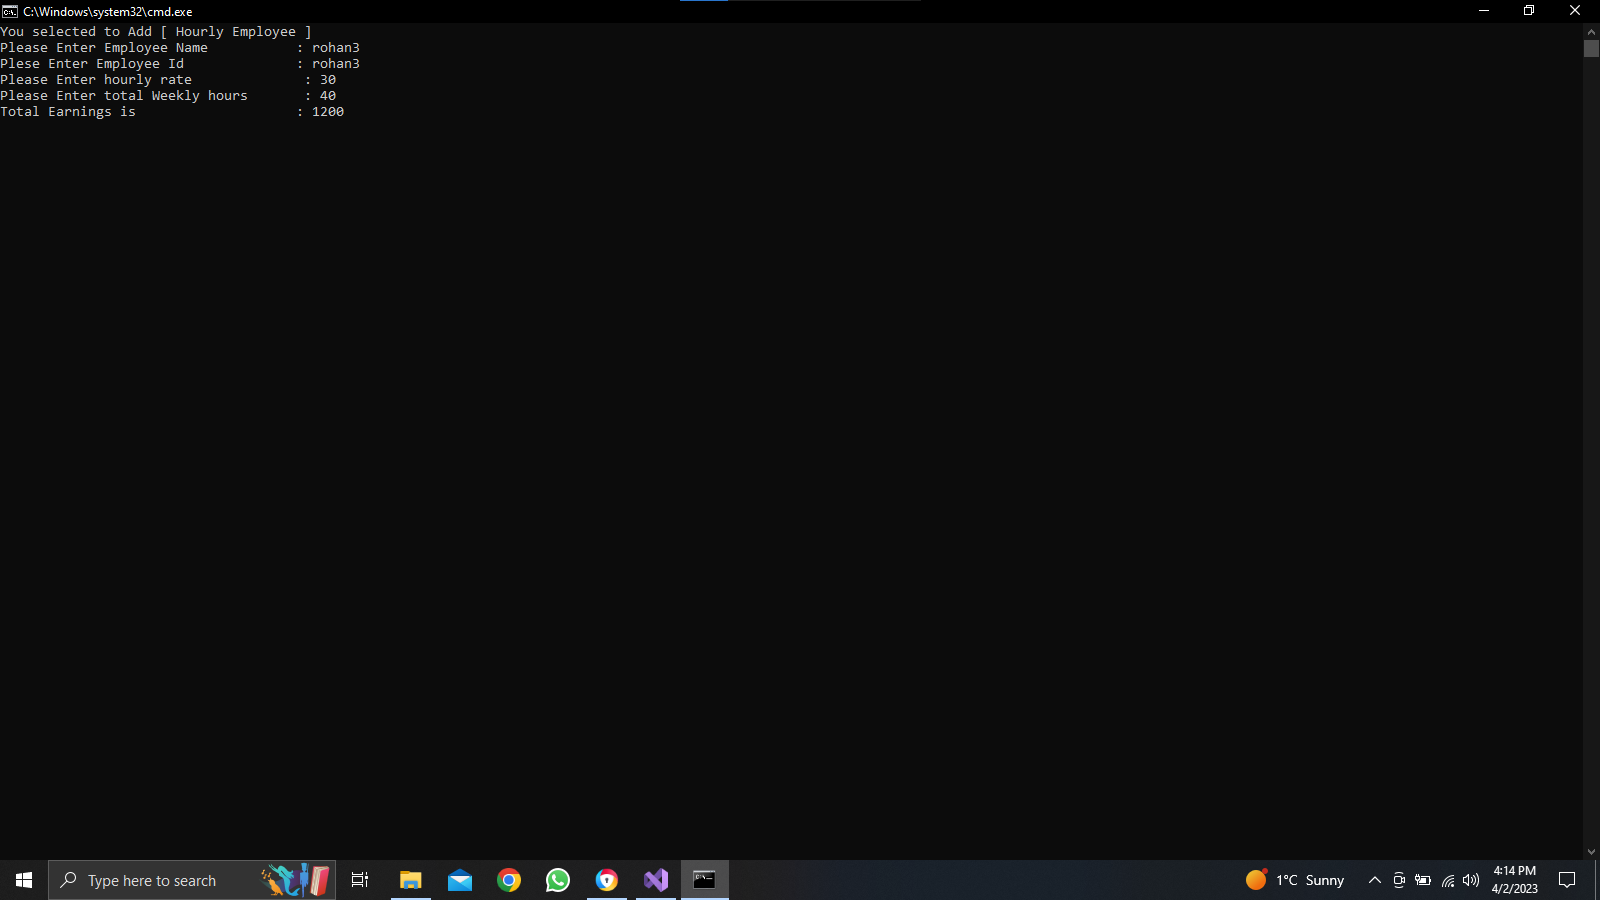 C:\Windows\system32\cmd.exe
You selected to Add [ Hourly Employee ]
Please Enter Employee Name           : rohan3
Plese Enter Employee Id              : rohan3
Please Enter hourly rate              : 30
Please Enter total Weekly hours       : 40
Total Earnings is                    : 1200
Type here to search
1°C Sunny
4:14 PM
4/2/2023